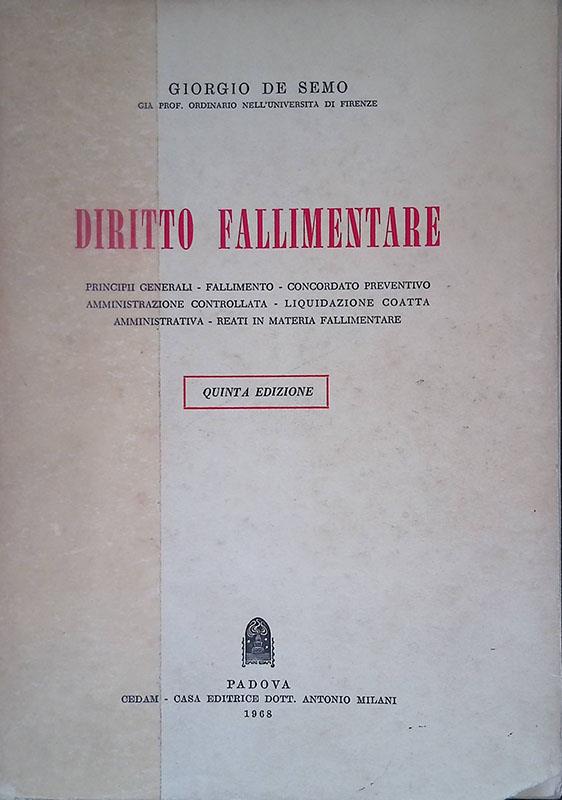 GIORGIO DE SEMO
GIA PROF. ORDINARIO NELL'UNIVERSITÀ DI FIRENZE
DIRITTO FALLIMENTARE
PRINCIPII GENERALI - FALLIMENTO - CONCORDATO PREVENTIVO
AMMINISTRAZIONE CONTROLLATA - LIQUIDAZIONE COATTA
AMMINISTRATIVA - REATI IN MATERIA FALLIMENTARE
QUINTA EDIZIONE
PADOVA
CEDAM - CASA EDITRICE DOTT. ANTONIO MILANI
1968